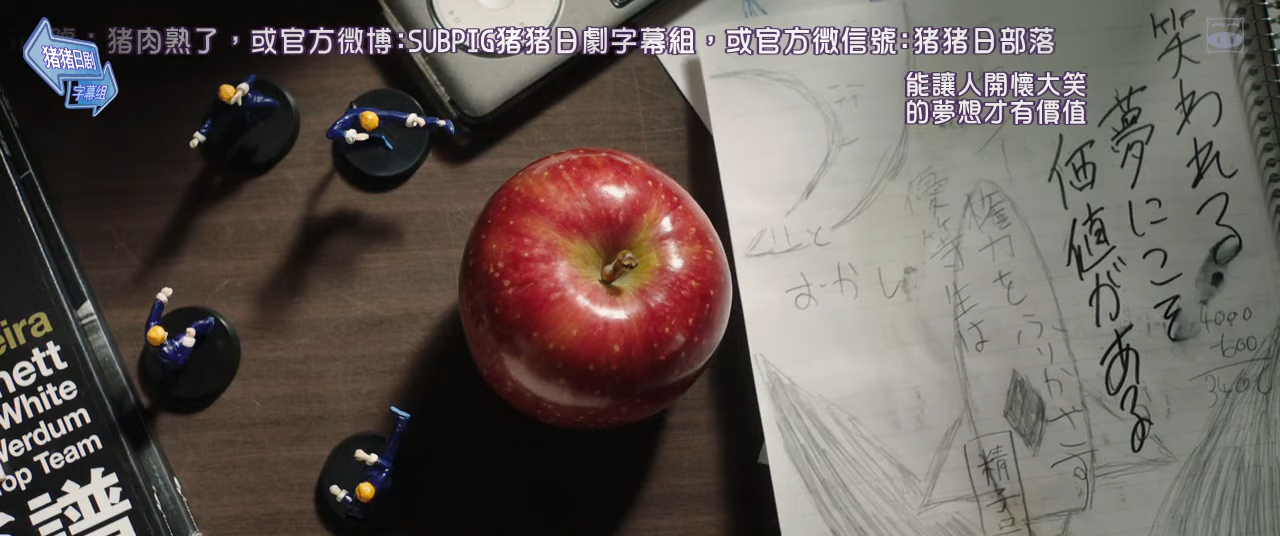 猪肉熟了，或官方微博:SUBPIG猪猪日劇字幕組，或官方微信號:猪猪日部落
猪猪日剧
字幕组
能讓人開懷大笑
的夢想才有價值
笑われる
夢にこそ
価値がある
権力をふりかざす
優等生は
おかし
精子
4000
600
eira
nett
White
Werdum
Top Team
譜